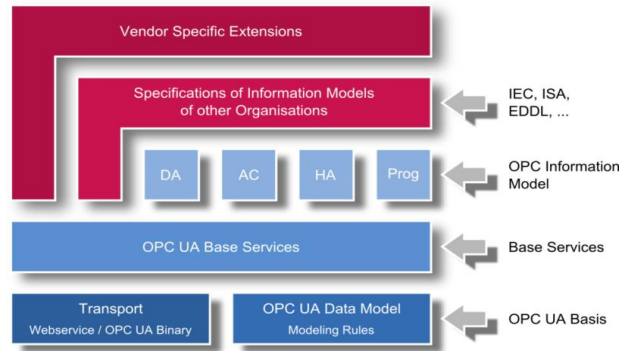 Vendor Specific Extensions
Specifications of Information Models
of other Organisations
IEC, ISA,
EDDL, ...
DA
AC
HA
Prog
OPC Information
Model
OPC UA Base Services
Base Services
Transport
Webservice / OPC UA Binary
OPC UA Data Model
Modeling Rules
OPC UA Basis